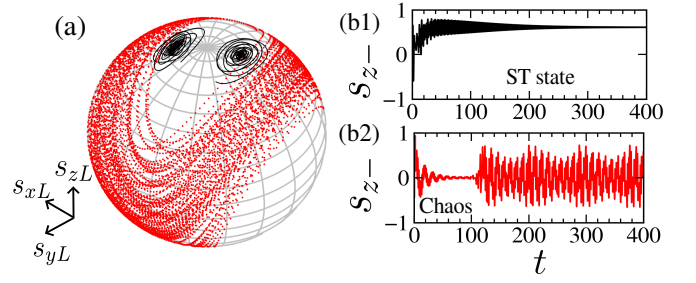 (a)
s_{zL}
s_{xL}
s_{yL}
(b1)
1
0
−1
s_{z−}
ST state
0 100 200 300 400
(b2)
1
0
−1
s_{z−}
Chaos
0 100 200 300 400
t